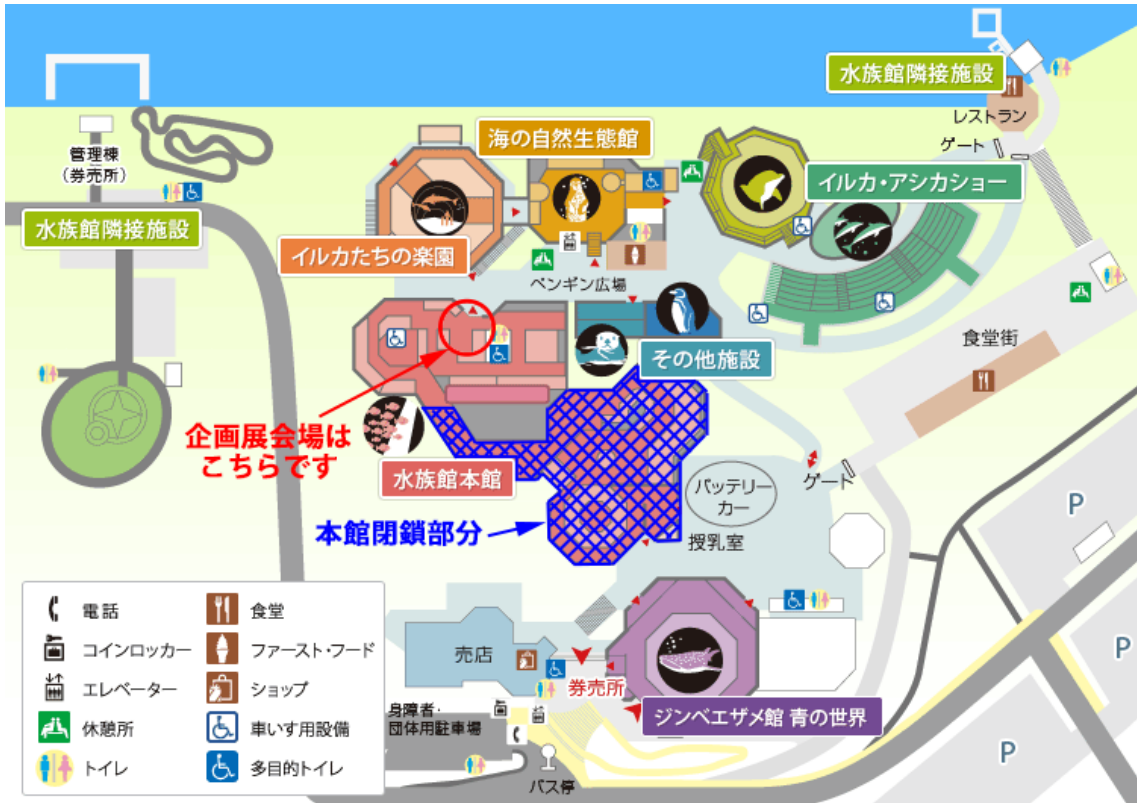 水族館隣接施設
レストラン
ゲート
管理棟
(券売所)
海の自然生態館
イルカ・アシカショー
水族館隣接施設
イルカたちの楽園
ペンギン広場
食堂街
その他施設
企画展会場は
こちらです
水族館本館
バッテリー
カー
ゲート
本館閉鎖部分
授乳室
P
P
P
売店
券売所
ジンベエザメ館 青の世界
身障者・
団体用駐車場
バス停
電話
食堂
コインロッカー
ファースト・フード
エレベーター
ショップ
休憩所
車いす用設備
トイレ
多目的トイレ